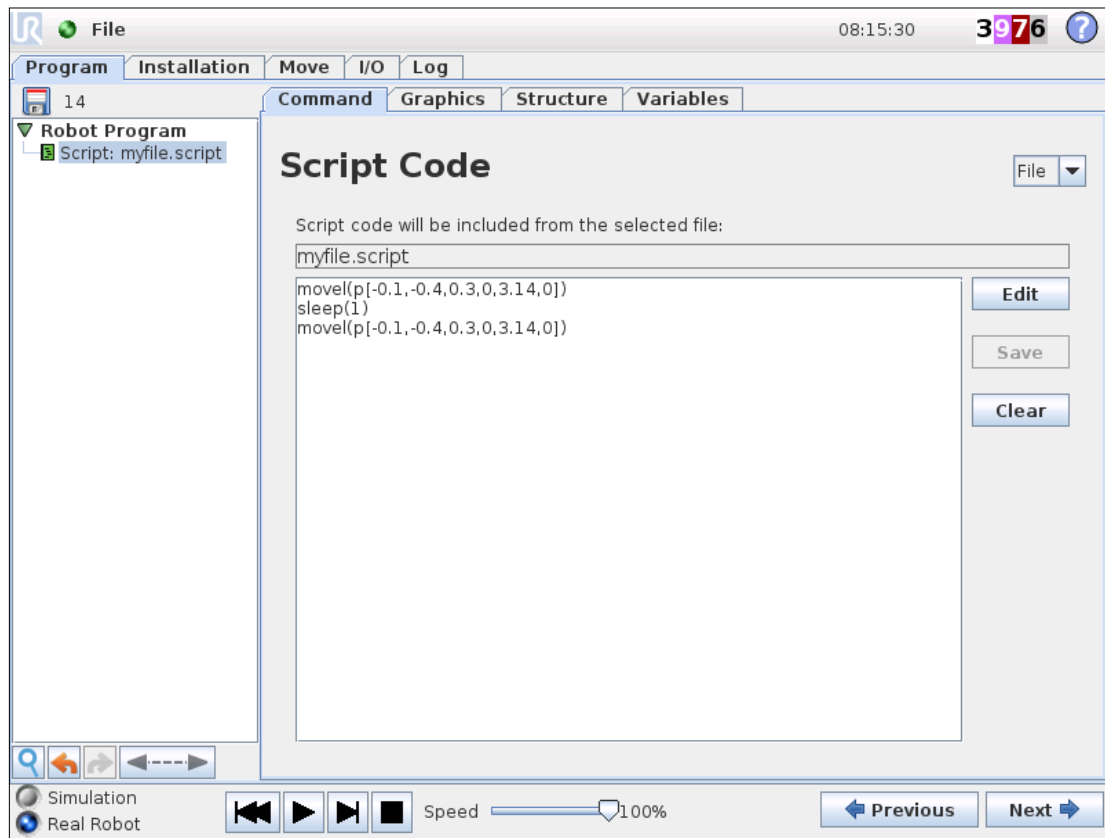 File 08:15:30 3976 ?
Program Installation Move I/O Log
14
Command Graphics Structure Variables
Robot Program
Script: myfile.script
Script Code
File
Script code will be included from the selected file:
myfile.script
movel(p[-0.1,-0.4,0.3,0,3.14,0])
sleep(1)
movel(p[-0.1,-0.4,0.3,0,3.14,0])
Edit
Save
Clear
Simulation
Real Robot
Speed 100%
Previous
Next